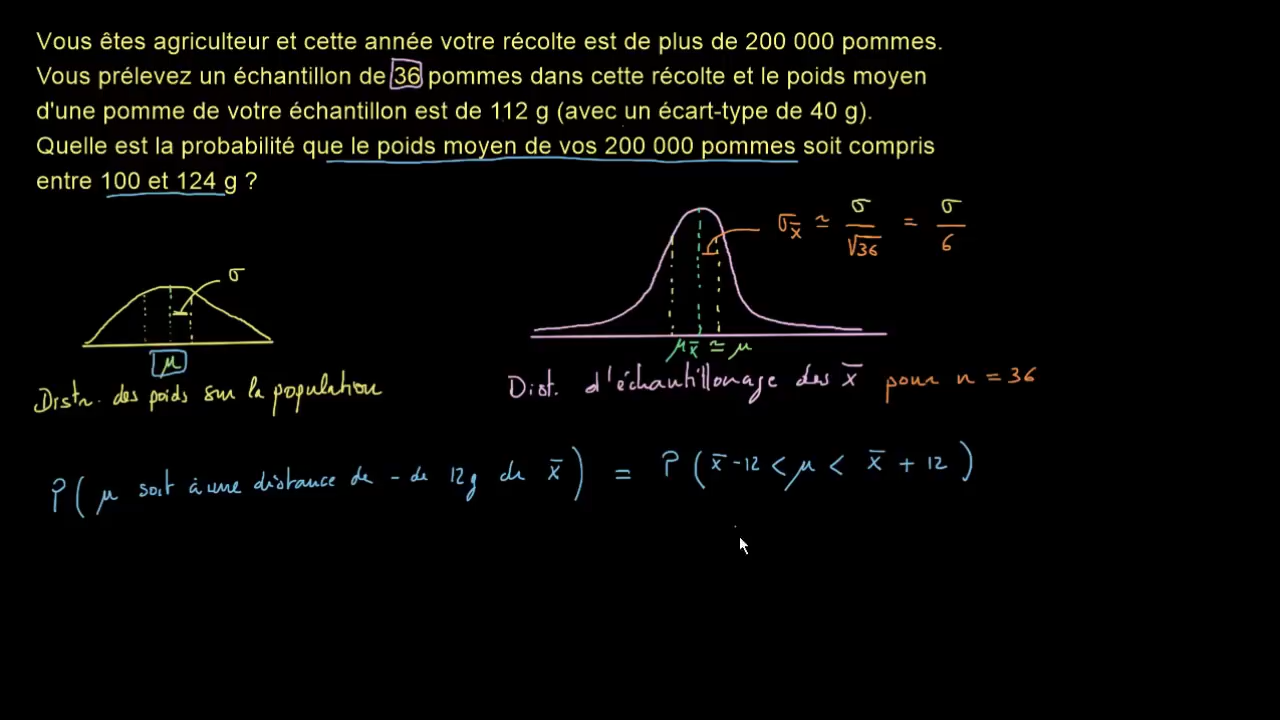 Vous êtes agriculteur et cette année votre récolte est de plus de 200 000 pommes.
Vous prélevez un échantillon de 36 pommes dans cette récolte et le poids moyen
d'une pomme de votre échantillon est de 112 g (avec un écart-type de 40 g).
Quelle est la probabilité que le poids moyen de vos 200 000 pommes soit compris
entre 100 et 124 g ?
σx̄ ≃ σ/√36 = σ/6
σ
μ
μx̄ ≃ μ
Distr. des poids sur la population
Dist. d'échantillonage des x̄ pour n = 36
P( μ soit à une distance de - de 12g de x̄ ) = P( x̄ -12 < μ < x̄ + 12 )